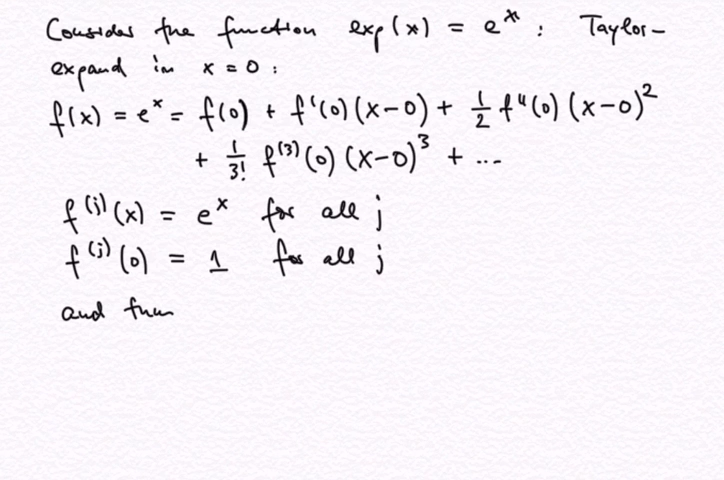 Consider the function exp(x) = e^x : Taylor-
expand in x = 0 :
f(x) = e^x = f(0) + f'(0)(x-0) + 1/2 f''(0)(x-0)^2
+ 1/3! f^(3)(0)(x-0)^3 + ...
f^(j)(x) = e^x for all j
f^(j)(0) = 1 for all j
and thus